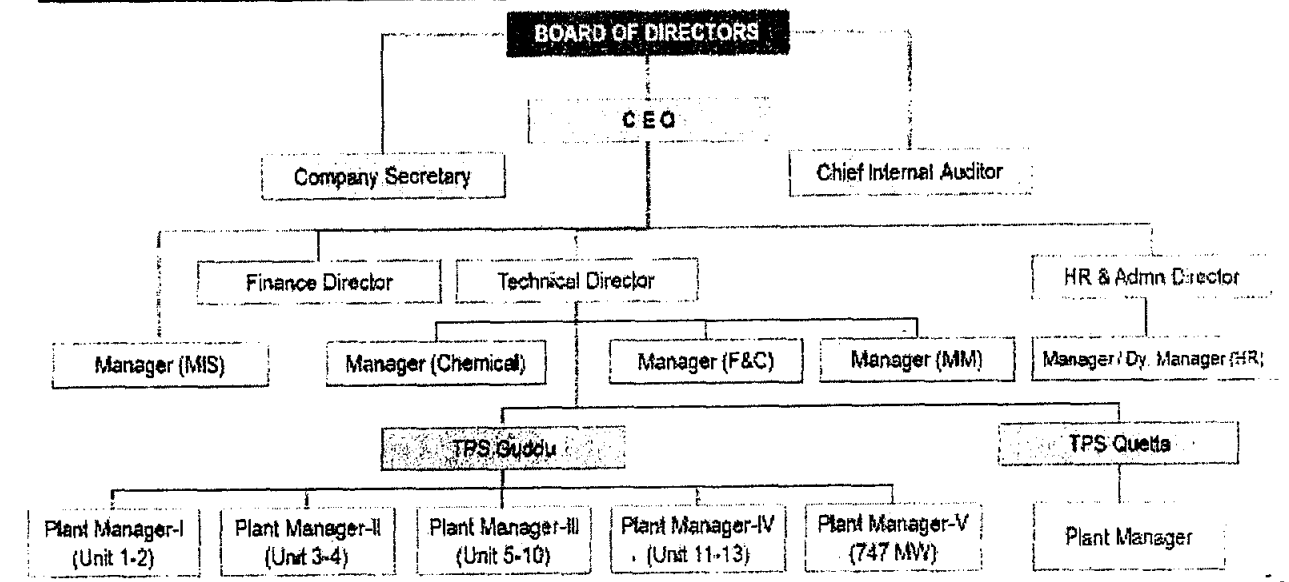 BOARD OF DIRECTORS
CEO
Company Secretary
Chief Internal Auditor
Finance Director
Technical Director
HR & Admn Director
Manager (MIS)
Manager (Chemical)
Manager (F&C)
Manager (MM)
Manager / Dy. Manager (HR)
TPS Guddu
TPS Quetta
Plant Manager-I
(Unit 1-2)
Plant Manager-II
(Unit 3-4)
Plant Manager-III
(Unit 5-10)
Plant Manager-IV
(Unit 11-13)
Plant Manager-V
(747 MW)
Plant Manager